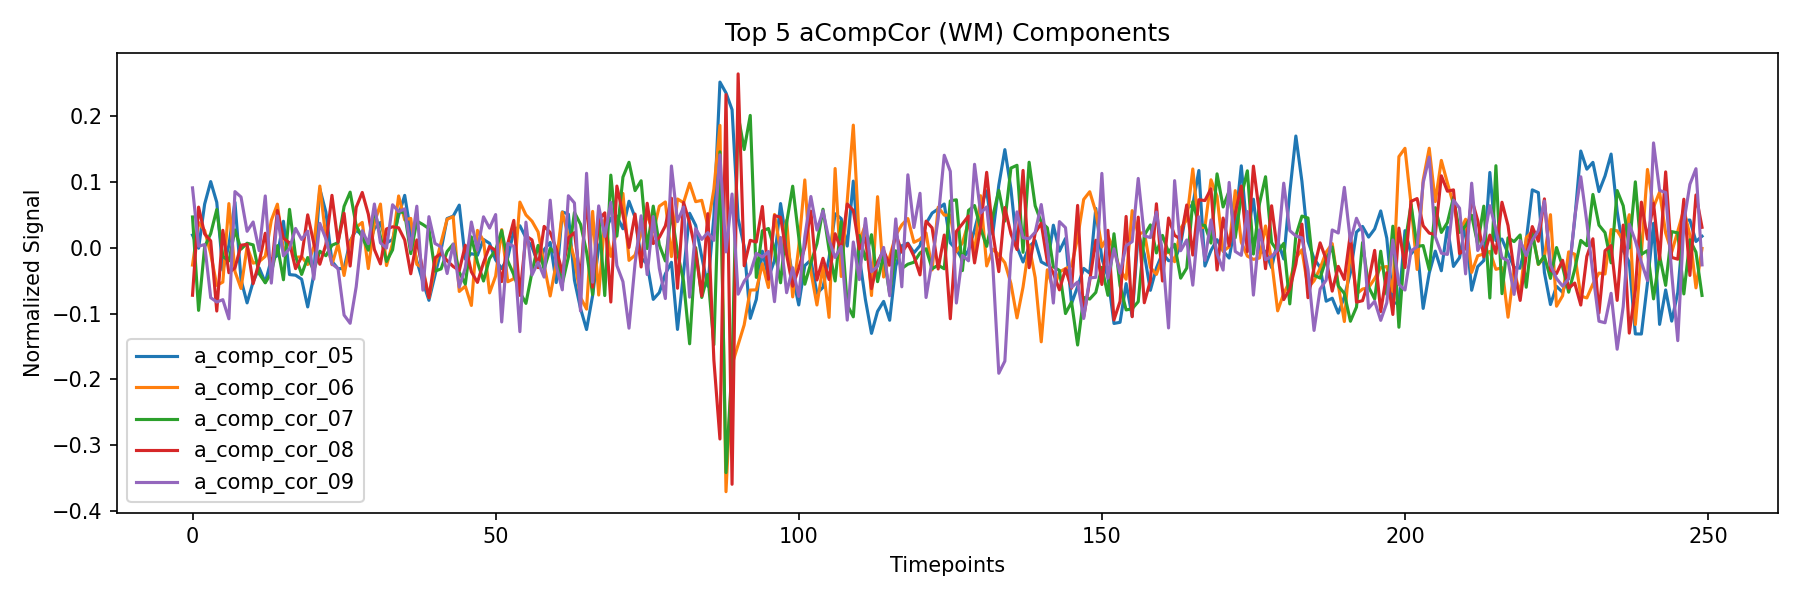 Top 5 aCompCor (WM) Components
Normalized Signal
0.2
0.1
0.0
−0.1
−0.2
−0.3
−0.4
a_comp_cor_05
a_comp_cor_06
a_comp_cor_07
a_comp_cor_08
a_comp_cor_09
0 50 100 150 200 250
Timepoints